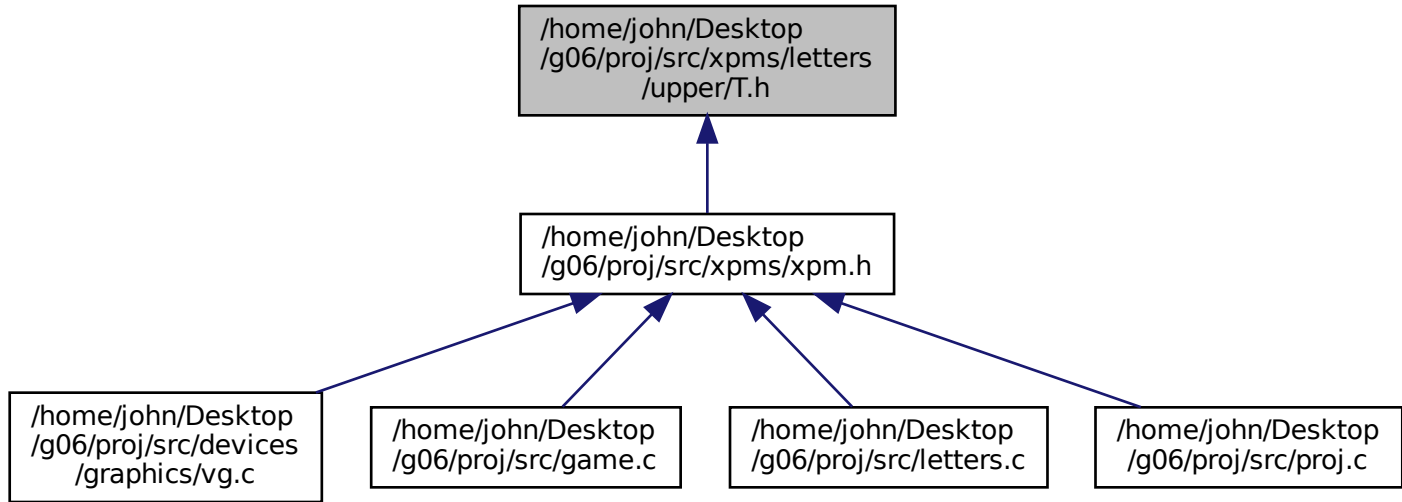 /home/john/Desktop
/g06/proj/src/xpms/letters
/upper/T.h
/home/john/Desktop
/g06/proj/src/xpms/xpm.h
/home/john/Desktop
/g06/proj/src/devices
/graphics/vg.c
/home/john/Desktop
/g06/proj/src/game.c
/home/john/Desktop
/g06/proj/src/letters.c
/home/john/Desktop
/g06/proj/src/proj.c